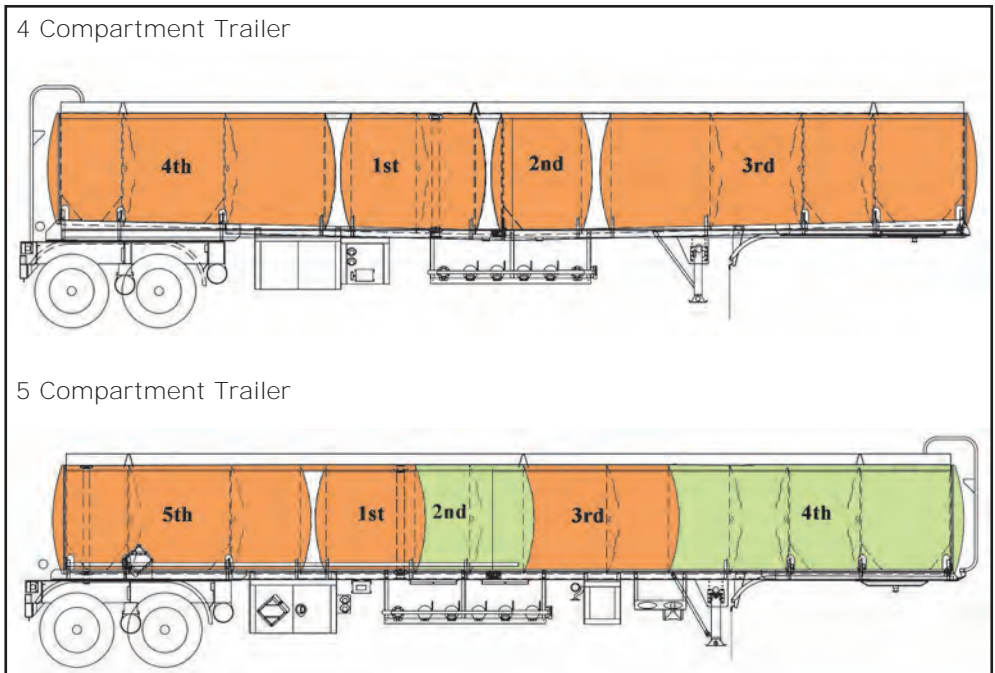 4 Compartment Trailer
4th 1st 2nd 3rd
5 Compartment Trailer
5th 1st 2nd 3rd 4th